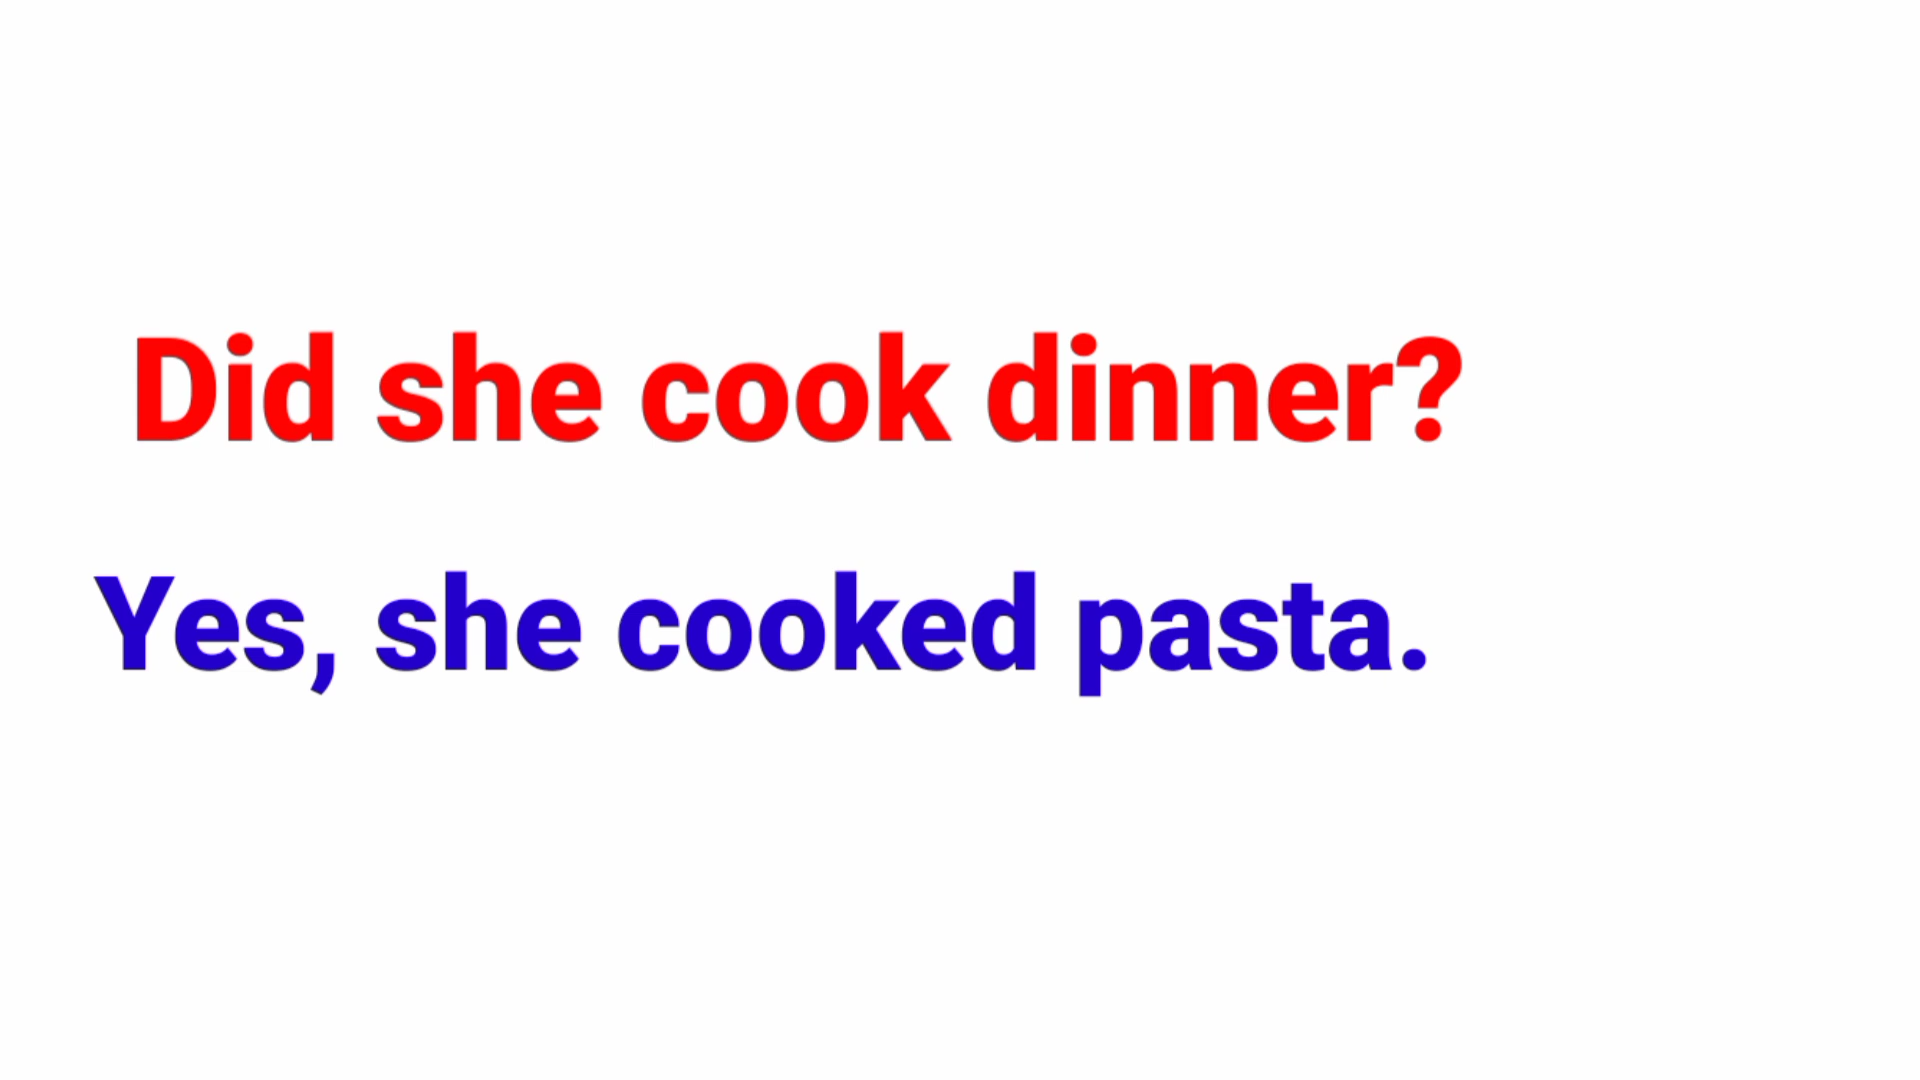 Did she cook dinner?
Yes, she cooked pasta.